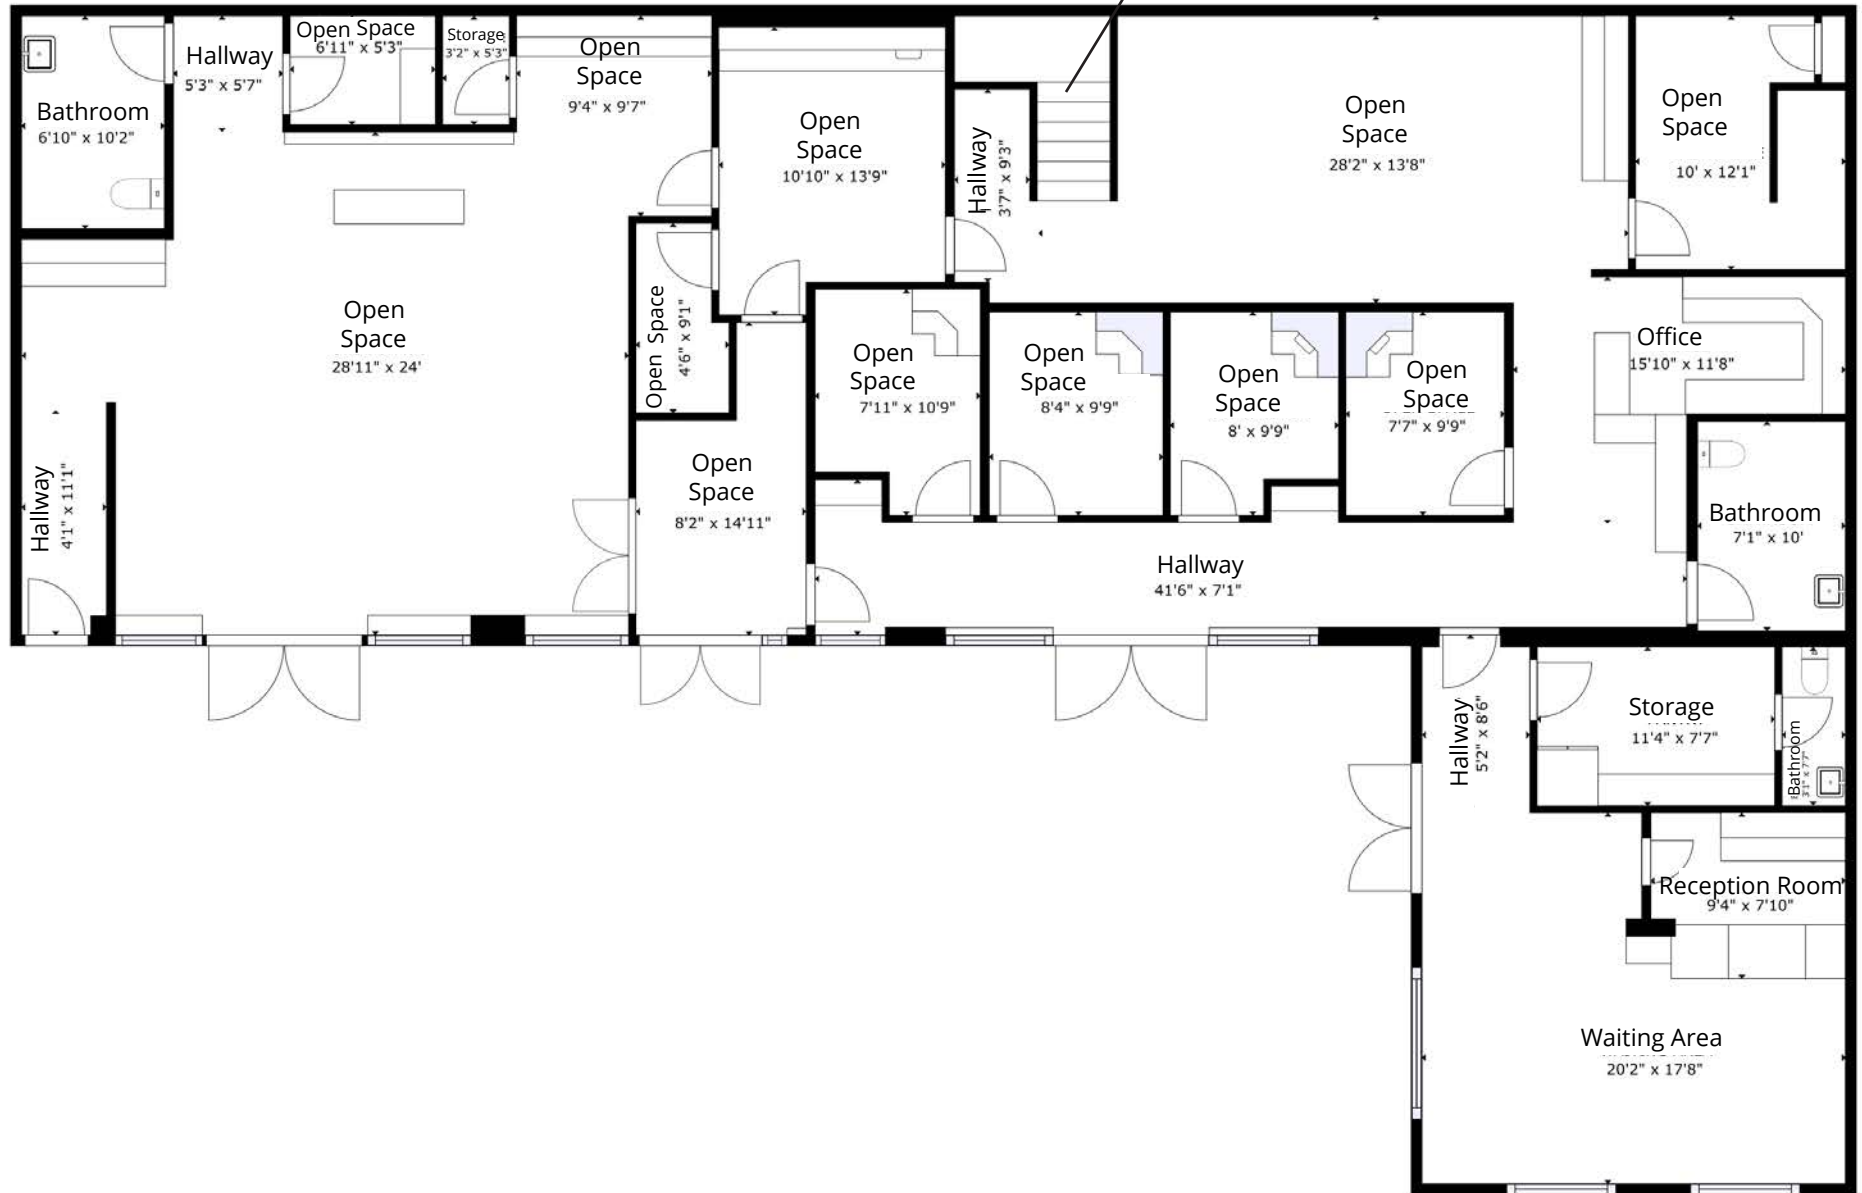 Bathroom
6'10" x 10'2"
Hallway
5'3" x 5'7"
Open Space
6'11" x 5'3"
Storage
3'2" x 5'3"
Open
Space
9'4" x 9'7"
Open
Space
10'10" x 13'9"
Hallway
3'7" x 9'3"
Open
Space
28'2" x 13'8"
Open
Space
10' x 12'1"
Open
Space
28'11" x 24'
Open Space
4'6" x 9'1"
Open
Space
7'11" x 10'9"
Open
Space
8'4" x 9'9"
Open
Space
8' x 9'9"
Open
Space
7'7" x 9'9"
Office
15'10" x 11'8"
Hallway
4'1" x 11'1"
Open
Space
8'2" x 14'11"
Hallway
41'6" x 7'1"
Bathroom
7'1" x 10'
Hallway
5'2" x 8'6"
Storage
11'4" x 7'7"
Bathroom
3'1" x 7'7"
Reception Room
9'4" x 7'10"
Waiting Area
20'2" x 17'8"